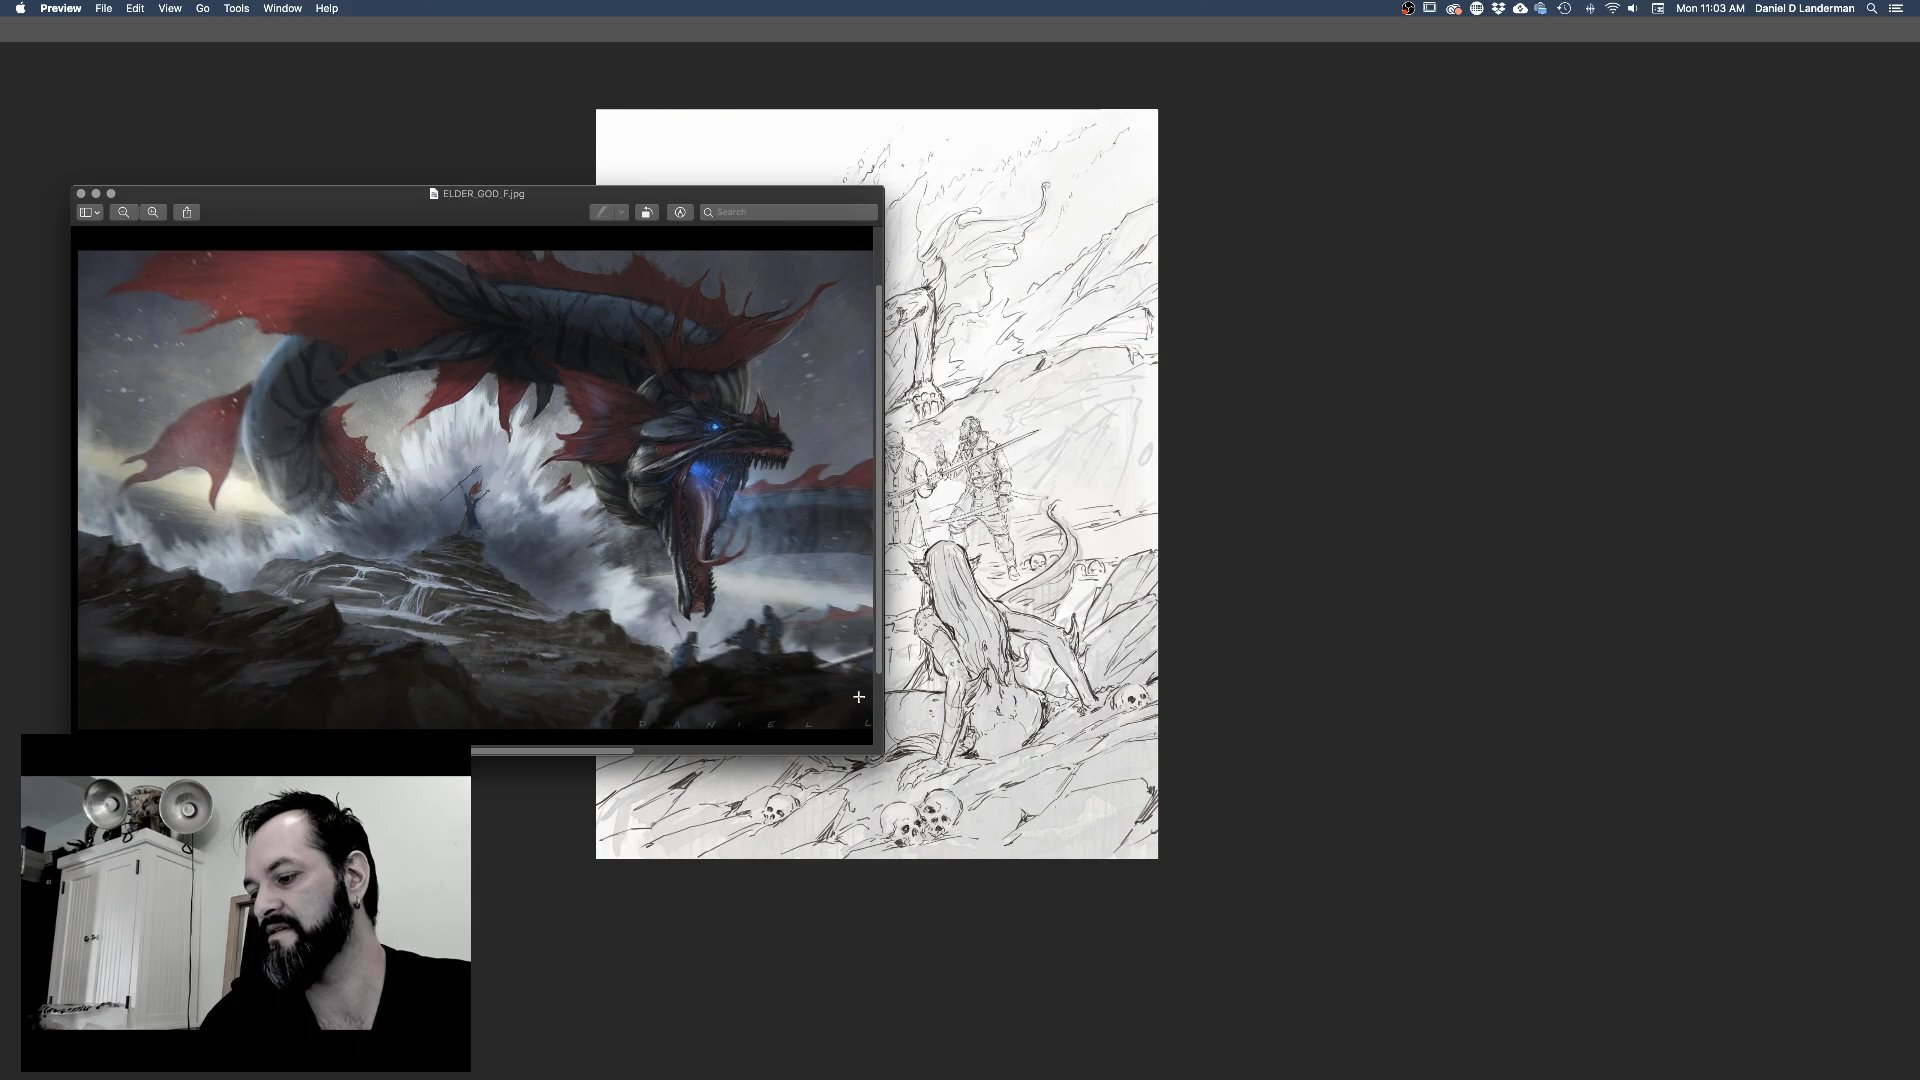 Preview File Edit View Go Tools Window Help
Mon 11:03 AM Daniel D Landerman
ELDER_GOD_F.jpg
Search
D A N I E L L